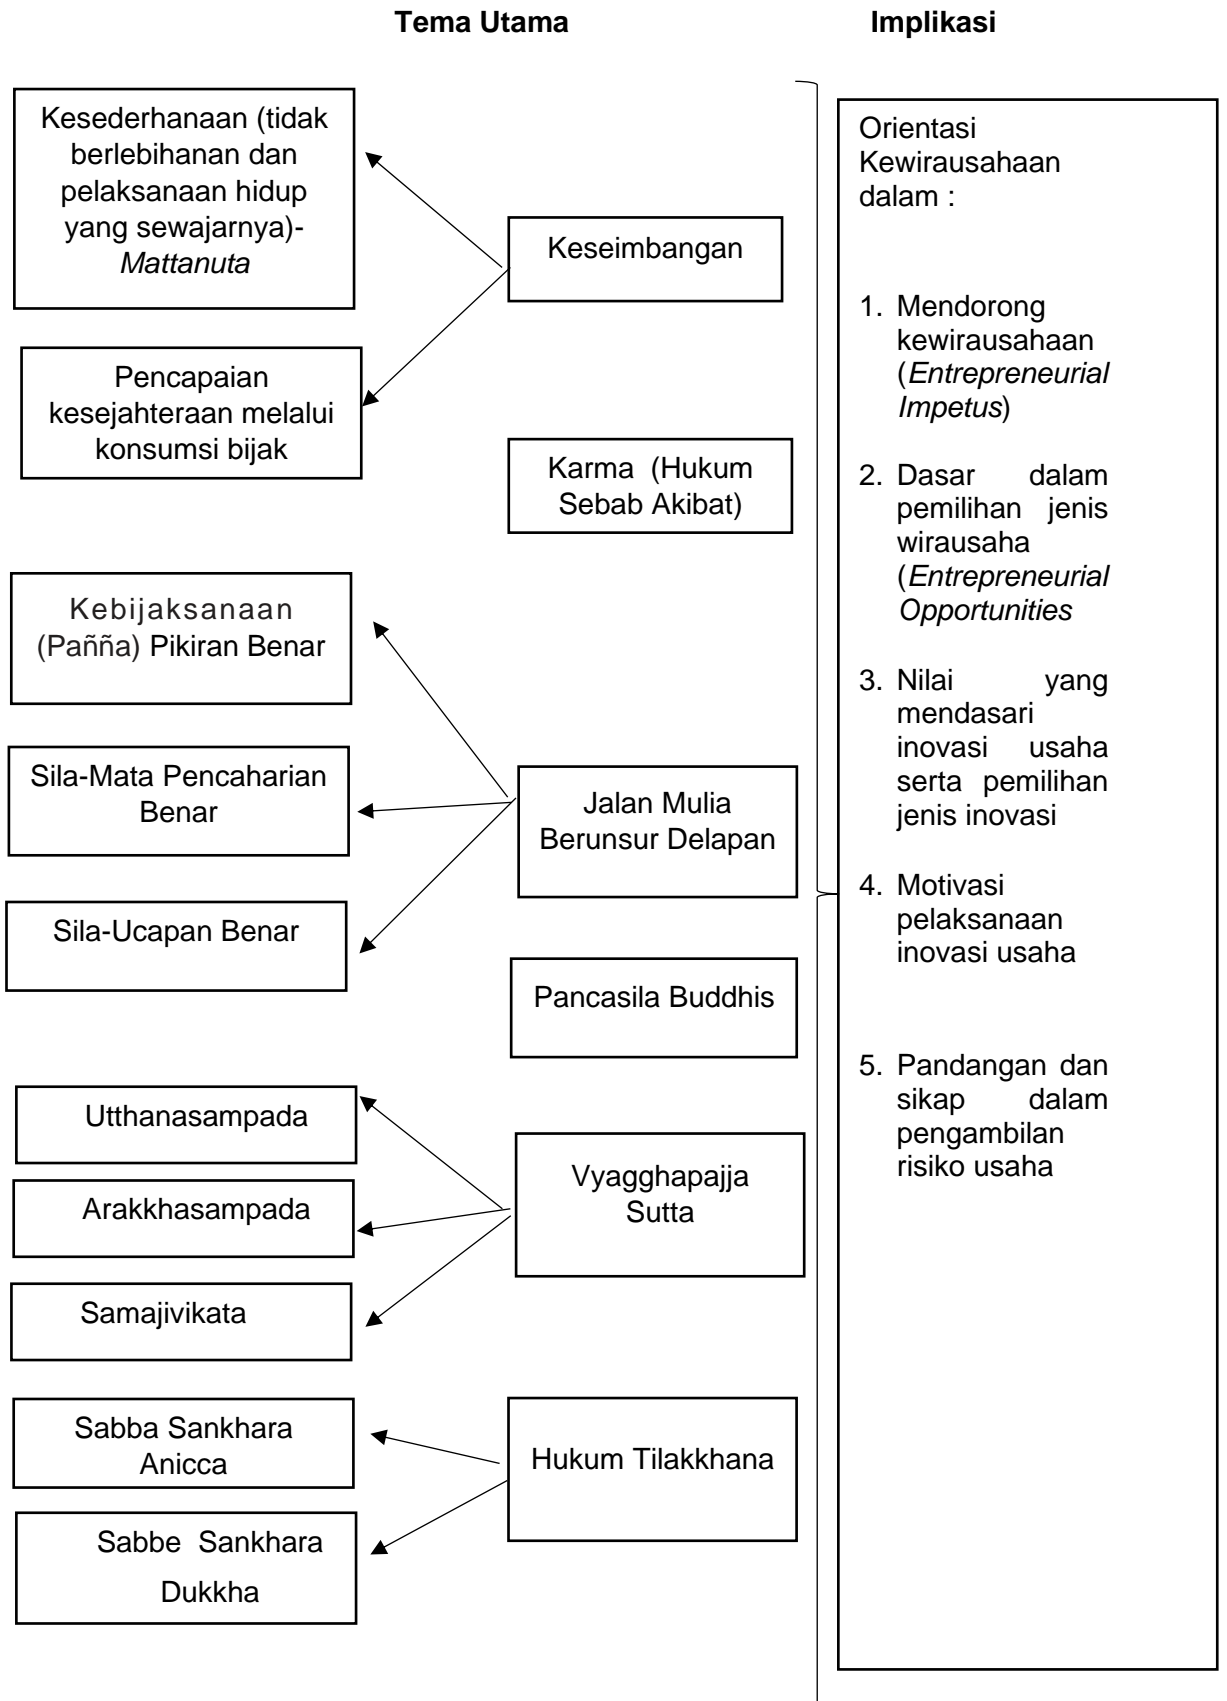 Tema Utama
Implikasi
Kesederhanaan (tidak
berlebihanan dan
pelaksanaan hidup
yang sewajarnya)-
Mattanuta
Pencapaian
kesejahteraan melalui
konsumsi bijak
Kebijaksanaan
(Pañña) Pikiran Benar
Sila-Mata Pencaharian
Benar
Sila-Ucapan Benar
Utthanasampada
Arakkhasampada
Samajivikata
Sabba Sankhara
Anicca
Sabbe Sankhara
Dukkha
Keseimbangan
Karma (Hukum
Sebab Akibat)
Jalan Mulia
Berunsur Delapan
Pancasila Buddhis
Vyagghapajja
Sutta
Hukum Tilakkhana
Orientasi
Kewirausahaan
dalam :
1. Mendorong
kewirausahaan
(Entrepreneurial
Impetus)
2. Dasar dalam
pemilihan jenis
wirausaha
(Entrepreneurial
Opportunities
3. Nilai yang
mendasari
inovasi usaha
serta pemilihan
jenis inovasi
4. Motivasi
pelaksanaan
inovasi usaha
5. Pandangan dan
sikap dalam
pengambilan
risiko usaha